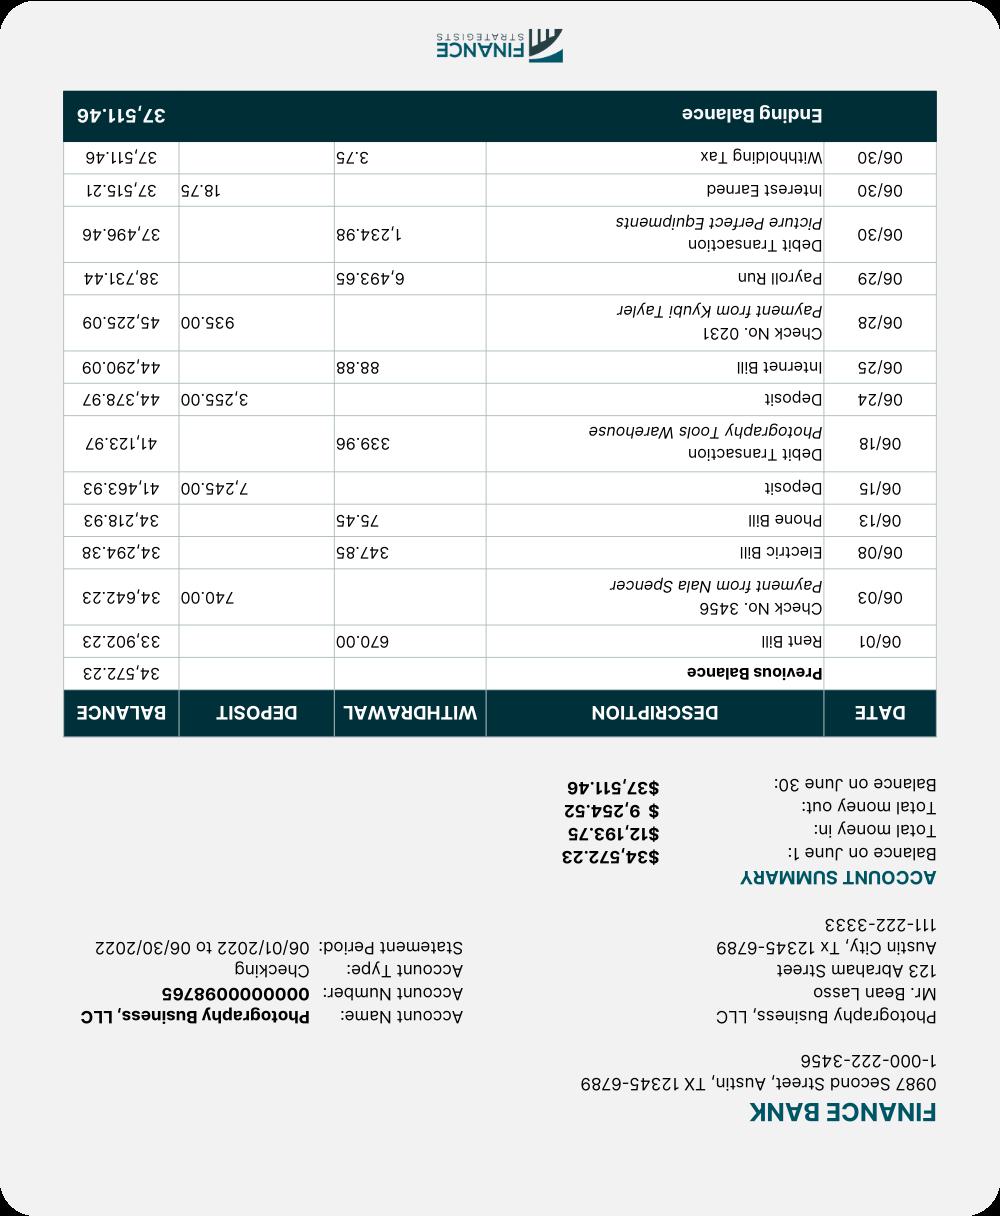 FINANCE BANK
0987 Second Street, Austin, TX 12345-6789
1-000-222-3456
Photography Business, LLC
Mr. Bean Lasso
123 Abraham Street
Austin City, Tx 12345-6789
111-222-3333
Account Name: Photography Business, LLC
Account Number: 00000000098765
Account Type: Checking
Statement Period: 06/01/2022 to 06/30/2022
ACCOUNT SUMMARY
Balance on June 1: $34,572.23
Total money in: $12,193.75
Total money out: $ 9,254.52
Balance on June 30: $37,511.46
DATE DESCRIPTION WITHDRAWAL DEPOSIT BALANCE
Previous Balance 34,572.23
06/01 Rent Bill 670.00 33,902.23
06/03 Check No. 3456 740.00 34,642.23
Payment from Nala Spencer
06/08 Electric Bill 347.85 34,294.38
06/13 Phone Bill 75.45 34,218.93
06/15 Deposit 7,245.00 41,463.93
06/18 Debit Transaction 339.96 41,123.97
Photography Tools Warehouse
06/24 Deposit 3,255.00 44,378.97
06/25 Internet Bill 88.88 44,290.09
06/28 Check No. 0231 935.00 45,225.09
Payment from Kyubi Tayler
06/29 Payroll Run 6,493.65 38,731.44
06/30 Debit Transaction 1,234.98 37,496.46
Picture Perfect Equipments
06/30 Interest Earned 18.75 37,515.21
06/30 Withholding Tax 3.75 37,511.46
Ending Balance 37,511.46
FINANCE
STRATEGISTS